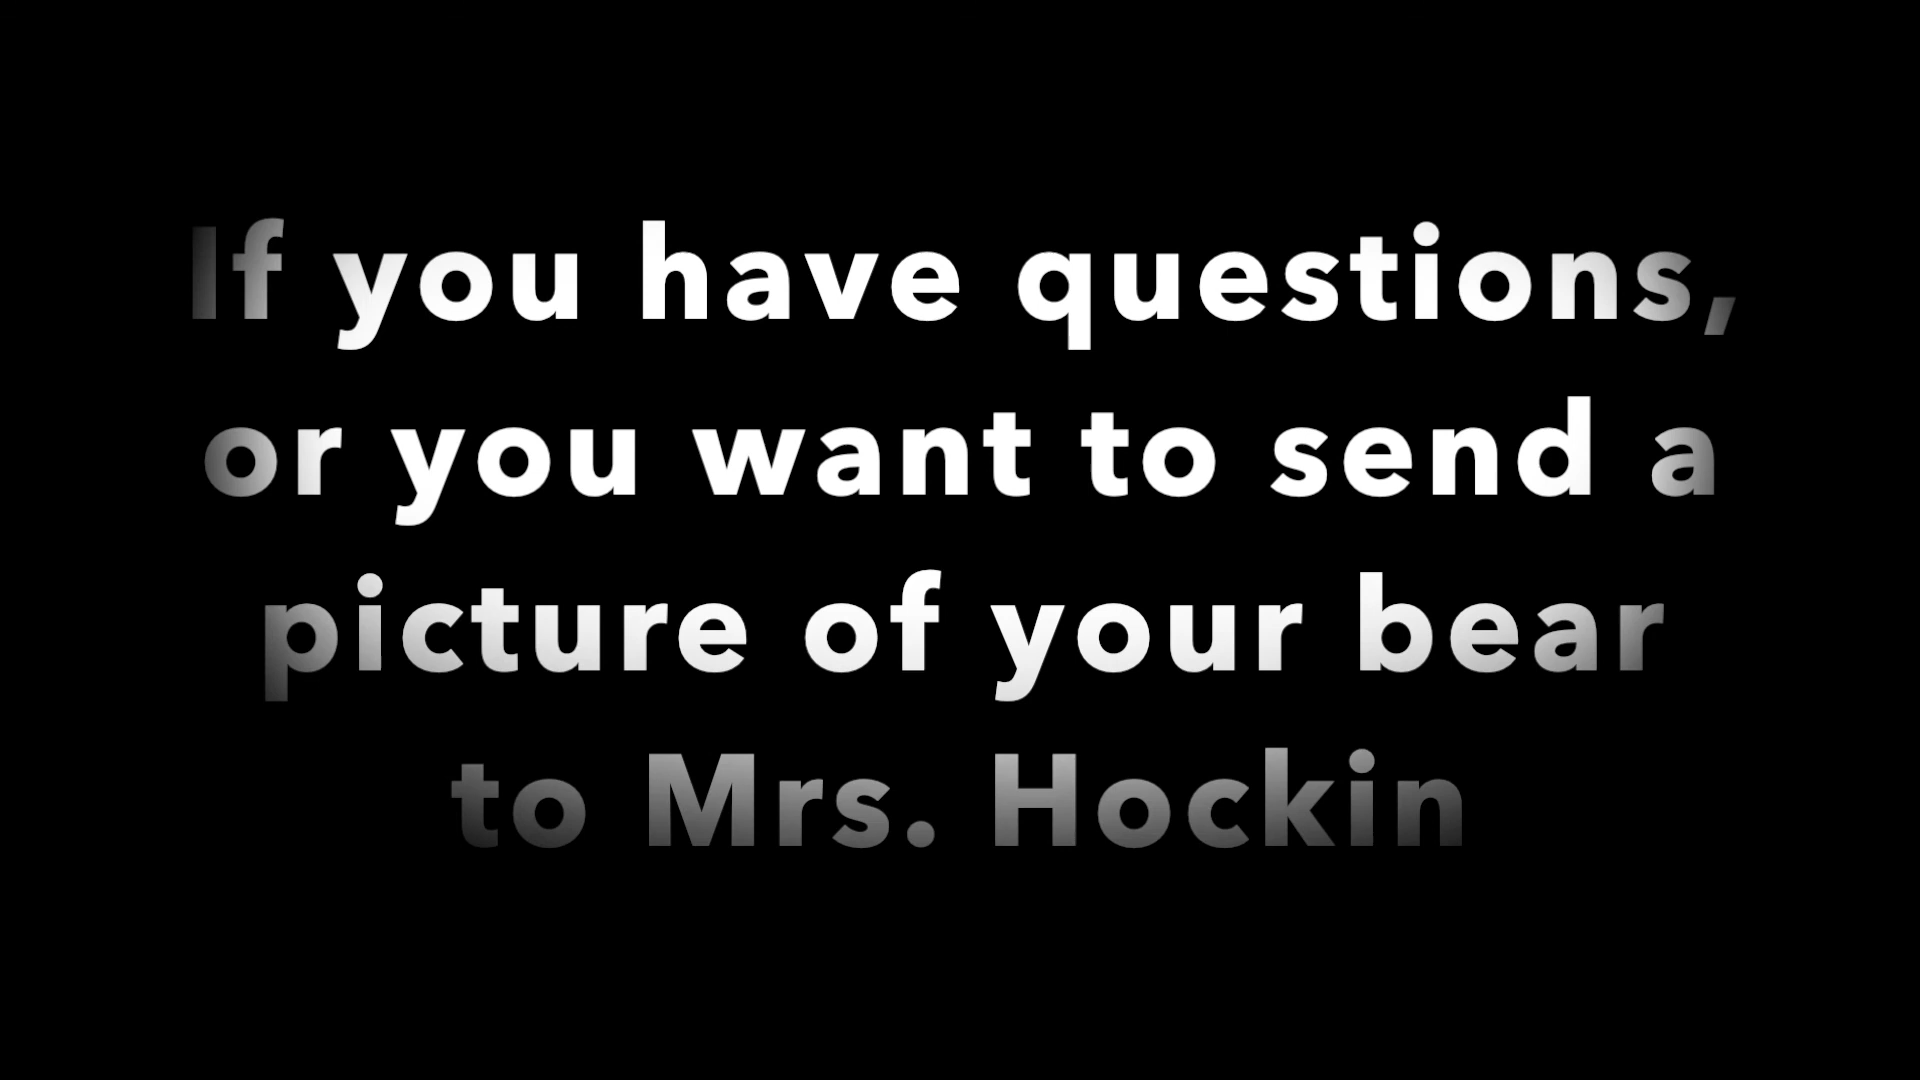 If you have questions,
or you want to send a
picture of your bear
to Mrs. Hockin